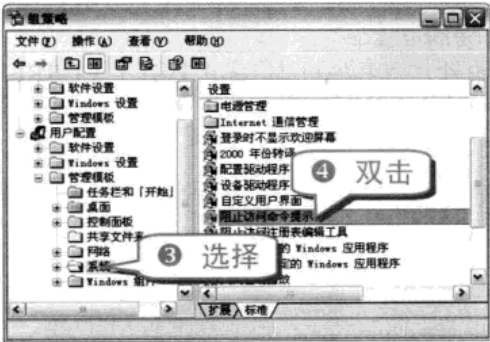 组策略
文件(F) 操作(A) 查看(V) 帮助(H)
软件设置
Windows 设置
管理模板
用户配置
软件设置
Windows 设置
管理模板
任务栏和「开始」
桌面
控制面板
共享文件夹
网络
系统
Windows 组件
❸ 选择
设置
电源管理
Internet 通信管理
登录时不显示欢迎屏幕
2000 年份转译
配置驱动程序
设备驱动程序
自定义用户界面
阻止访问命令提示
阻止访问注册表编辑工具
的 Windows 应用程序
定的 Windows 应用程序
❹ 双击
扩展 标准